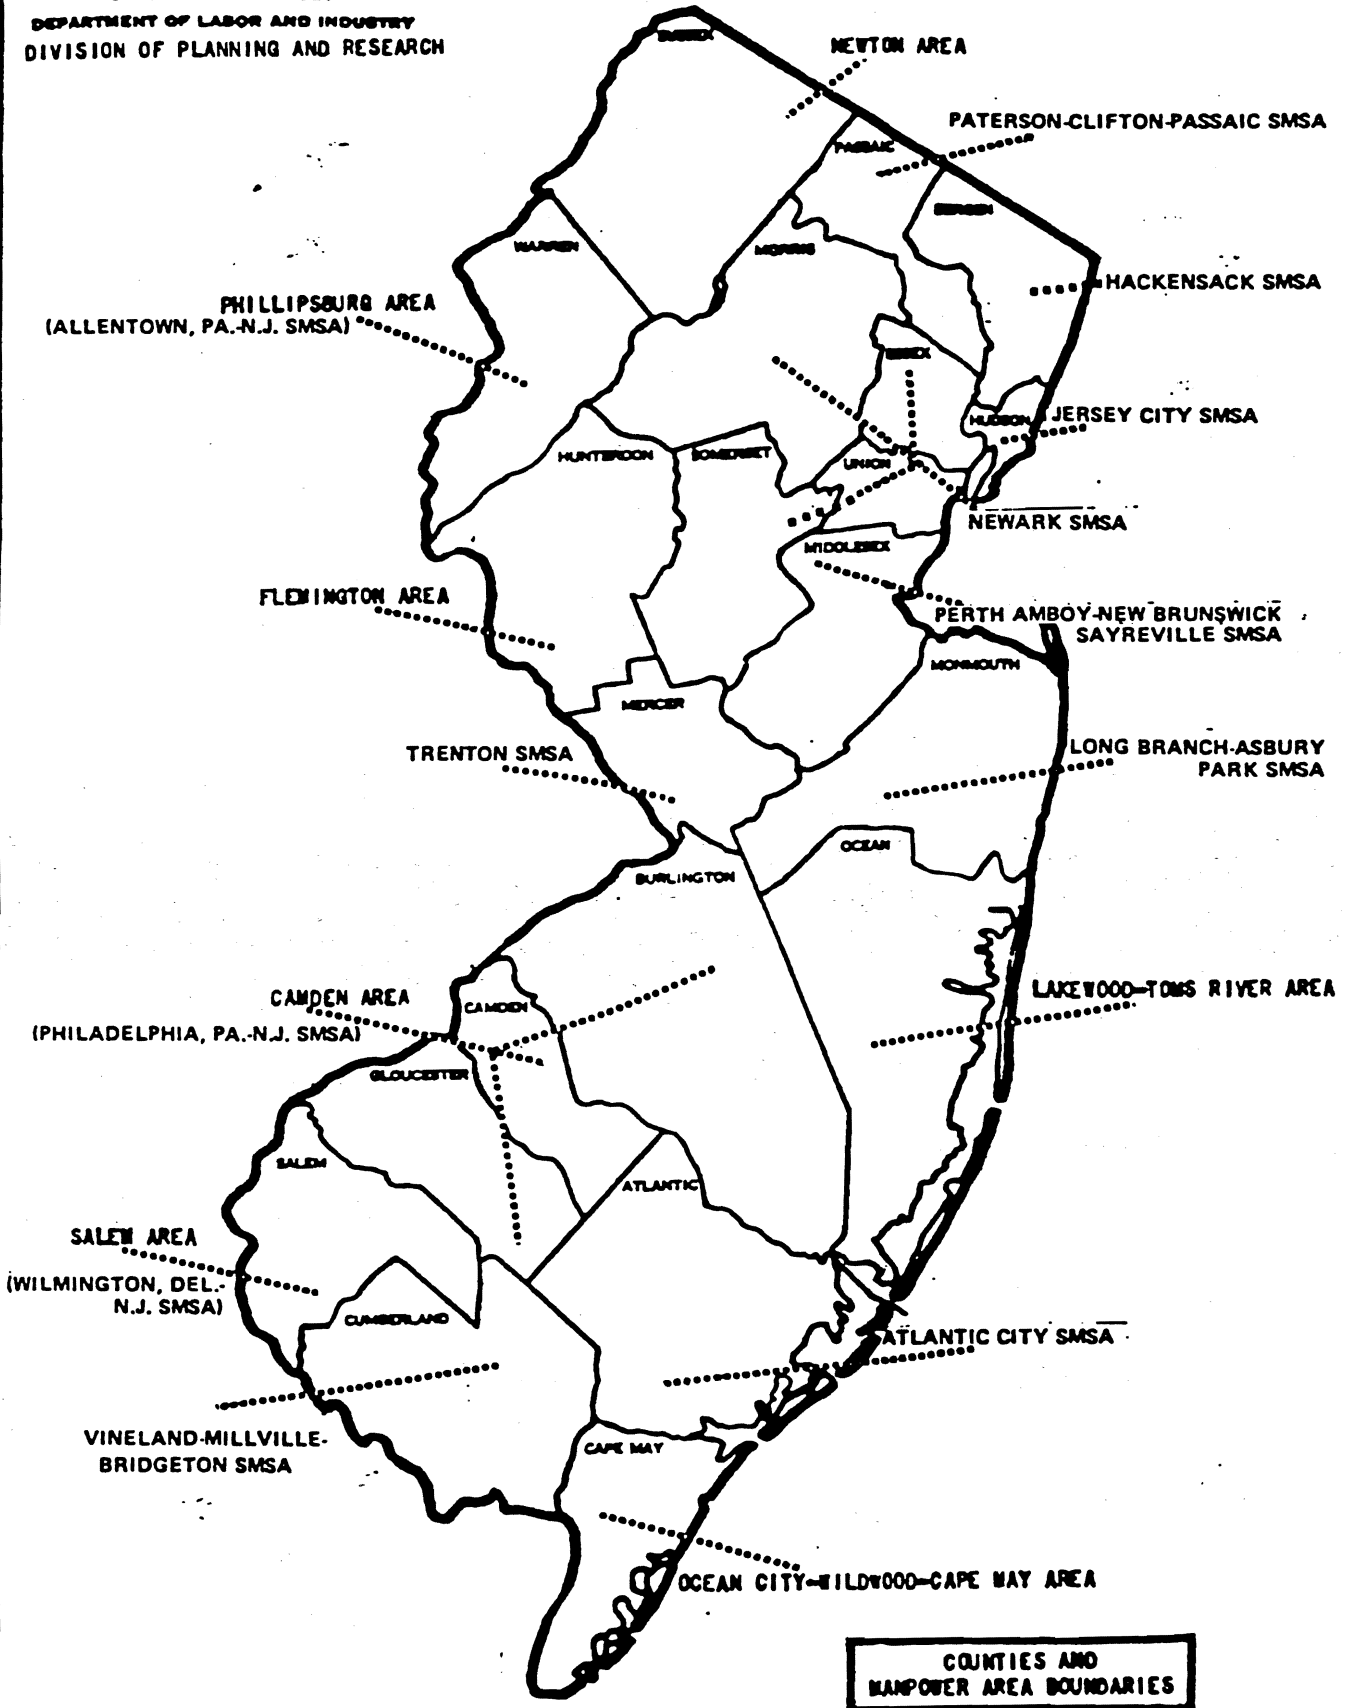 DEPARTMENT OF LABOR AND INDUSTRY
DIVISION OF PLANNING AND RESEARCH
SUSSEX
NEWTON AREA
PATERSON-CLIFTON-PASSAIC SMSA
PASSAIC
BERGEN
WARREN
MORRIS
HACKENSACK SMSA
PHILLIPSBURG AREA
(ALLENTOWN, PA.-N.J. SMSA)
ESSEX
HUDSON
JERSEY CITY SMSA
HUNTERDON
SOMERSET
UNION
NEWARK SMSA
MIDDLESEX
FLEMINGTON AREA
PERTH AMBOY-NEW BRUNSWICK
SAYREVILLE SMSA
MONMOUTH
MERCER
TRENTON SMSA
LONG BRANCH-ASBURY
PARK SMSA
OCEAN
BURLINGTON
CAMDEN AREA
(PHILADELPHIA, PA.-N.J. SMSA)
CAMDEN
LAKEWOOD-TOMS RIVER AREA
GLOUCESTER
SALEM
ATLANTIC
SALEM AREA
(WILMINGTON, DEL.-
N.J. SMSA)
CUMBERLAND
ATLANTIC CITY SMSA
VINELAND-MILLVILLE-
BRIDGETON SMSA
CAPE MAY
OCEAN CITY-WILDWOOD-CAPE MAY AREA
COUNTIES AND
MANPOWER AREA BOUNDARIES